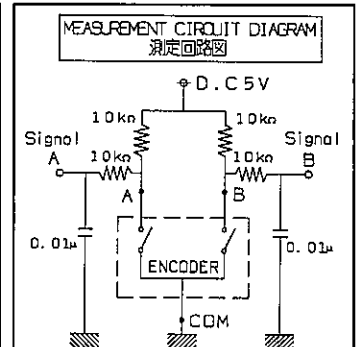 MEASUREMENT CIRCUIT DIAGRAM
測定回路図
D.C5V
10kΩ 10kΩ
Signal Signal
A 10kΩ 10kΩ B
A B
0.01μ 0.01μ
ENCODER
COM